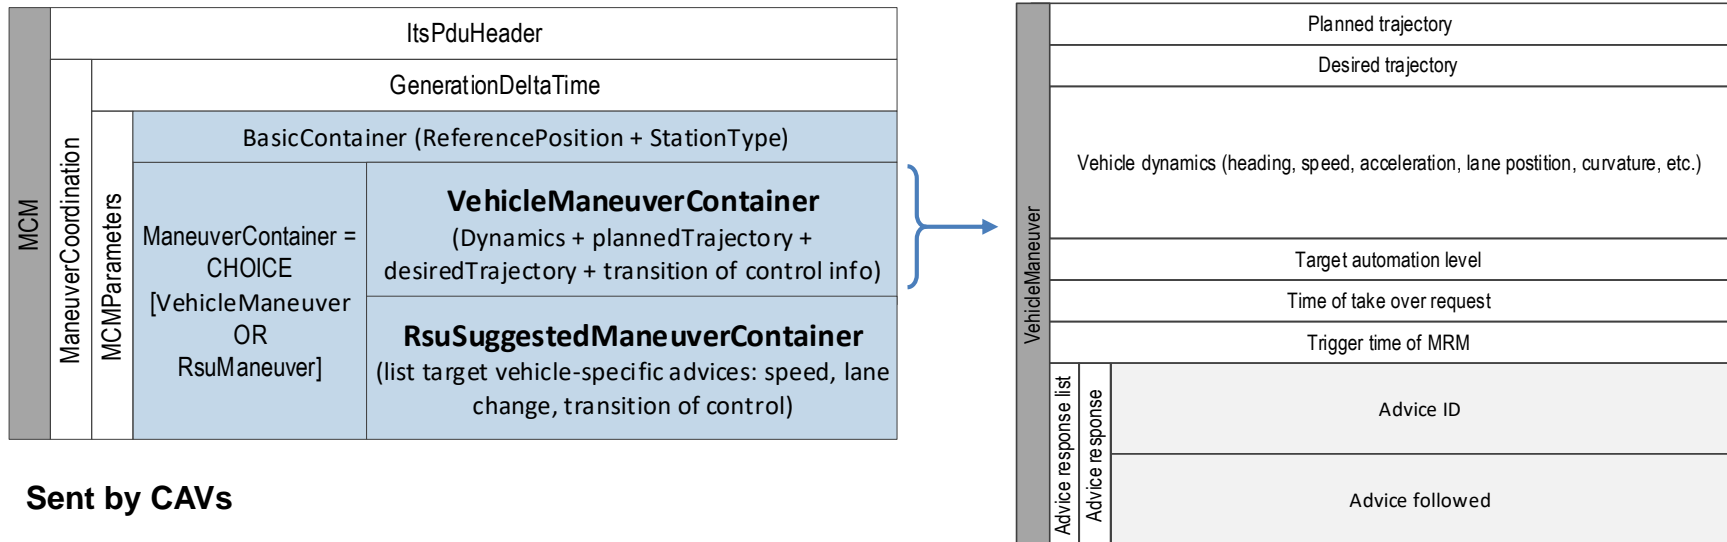 MCM
ItsPduHeader
ManeuverCoordination
GenerationDeltaTime
MCMParameters
BasicContainer (ReferencePosition + StationType)
ManeuverContainer =
CHOICE
[VehicleManeuver
OR
RsuManeuver]
VehicleManeuverContainer
(Dynamics + plannedTrajectory +
desiredTrajectory + transition of control info)
RsuSuggestedManeuverContainer
(list target vehicle-specific advices: speed, lane
change, transition of control)
Sent by CAVs
VehicleManeuver
Planned trajectory
Desired trajectory
Vehicle dynamics (heading, speed, acceleration, lane postition, curvature, etc.)
Target automation level
Time of take over request
Trigger time of MRM
Advice response list
Advice response
Advice ID
Advice followed